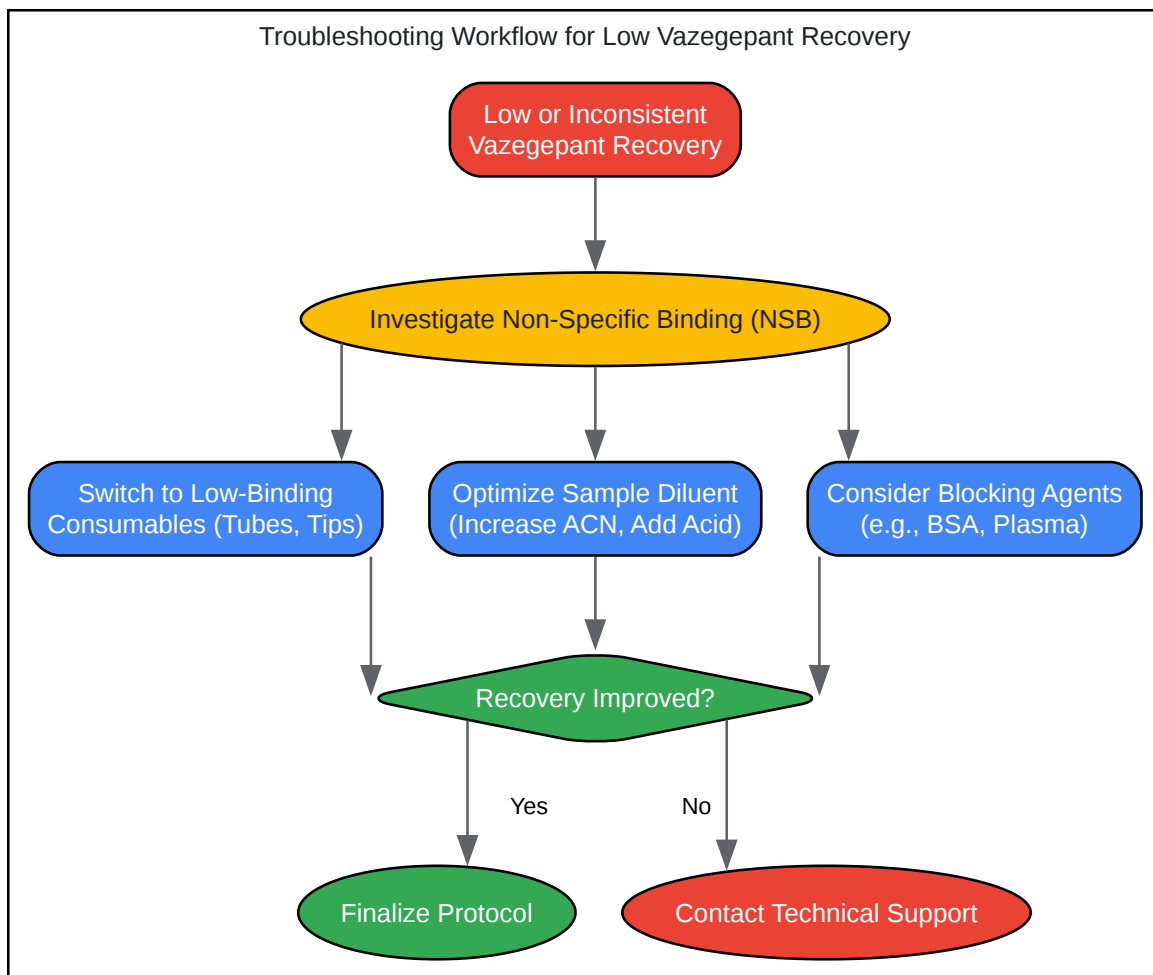 Troubleshooting Workflow for Low Vazegepant Recovery
Low or Inconsistent
Vazegepant Recovery
Investigate Non-Specific Binding (NSB)
Switch to Low-Binding
Consumables (Tubes, Tips)
Optimize Sample Diluent
(Increase ACN, Add Acid)
Consider Blocking Agents
(e.g., BSA, Plasma)
Recovery Improved?
Yes
No
Finalize Protocol
Contact Technical Support